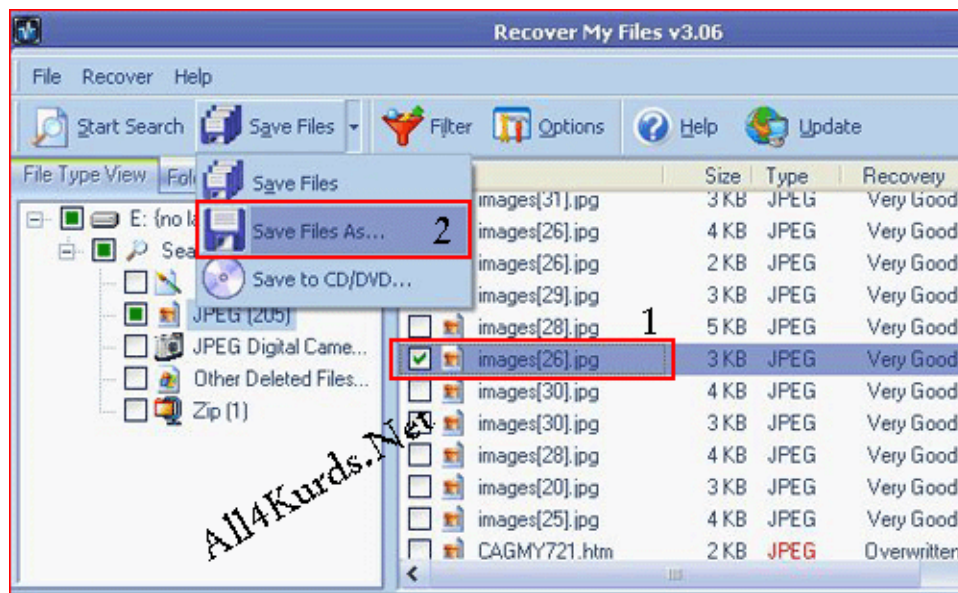 Recover My Files v3.06
File Recover Help
Start Search Save Files Filter Options Help Update
File Type View Fol
Save Files
Save Files As... 2
Save to CD/DVD...
Size Type Recovery
E: {no la
Sea
JPEG (205)
JPEG Digital Came...
Other Deleted Files...
Zip (1)
images[31].jpg 3 KB JPEG Very Good
images[26].jpg 4 KB JPEG Very Good
images[26].jpg 2 KB JPEG Very Good
images[29].jpg 3 KB JPEG Very Good
images[28].jpg 5 KB JPEG Very Good
1
images[26].jpg 3 KB JPEG Very Good
images[30].jpg 4 KB JPEG Very Good
images[30].jpg 3 KB JPEG Very Good
images[28].jpg 4 KB JPEG Very Good
images[20].jpg 3 KB JPEG Very Good
images[25].jpg 4 KB JPEG Very Good
CAGMY721.htm 2 KB JPEG Overwritten
All4Kurds.Net